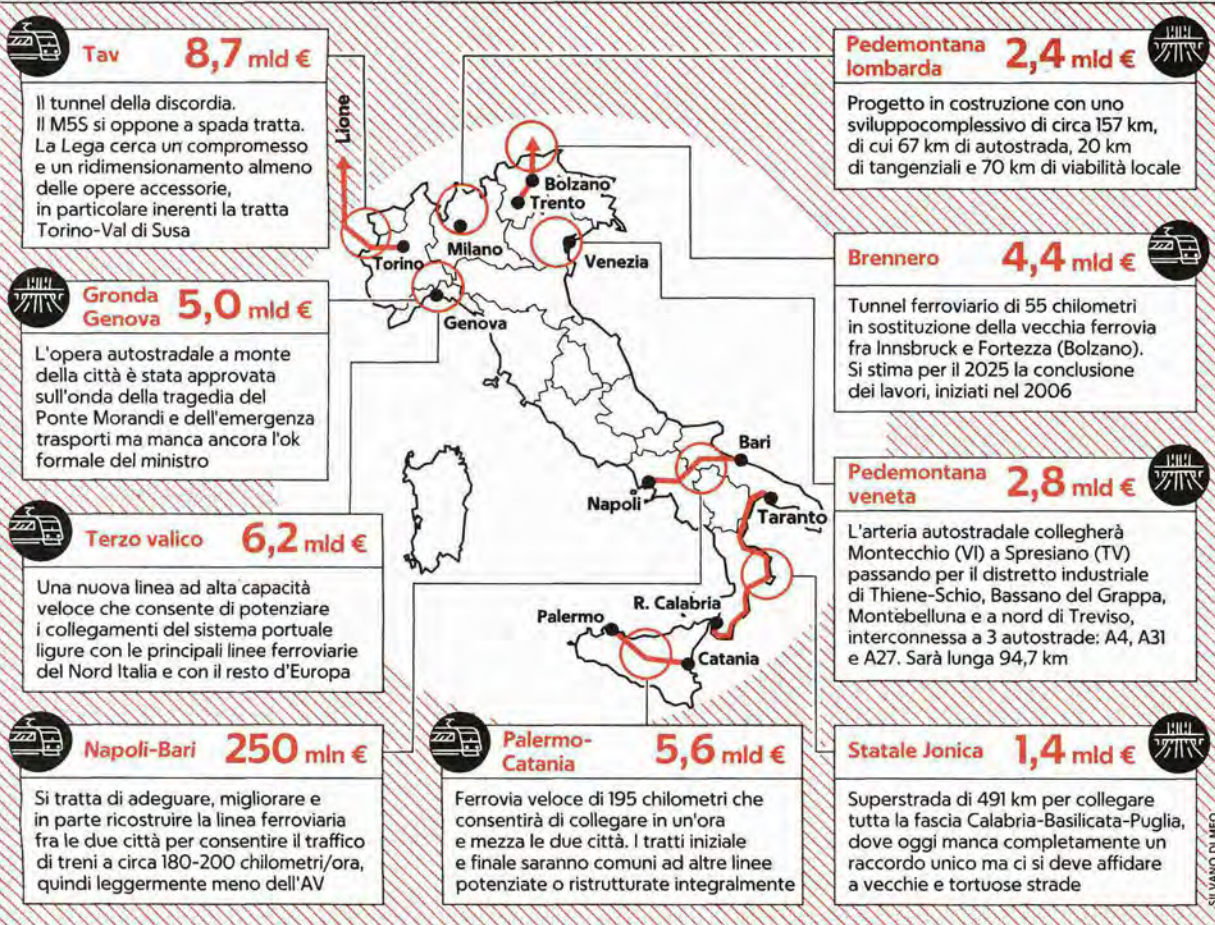 Tav 8,7 mld €
Il tunnel della discordia.
Il M5S si oppone a spada tratta.
La Lega cerca un compromesso
e un ridimensionamento almeno
delle opere accessorie,
in particolare inerenti la tratta
Torino-Val di Susa
Gronda
Genova 5,0 mld €
L'opera autostradale a monte
della città è stata approvata
sull'onda della tragedia del
Ponte Morandi e dell'emergenza
trasporti ma manca ancora l'ok
formale del ministro
Terzo valico 6,2 mld €
Una nuova linea ad alta capacità
veloce che consente di potenziare
i collegamenti del sistema portuale
ligure con le principali linee ferroviarie
del Nord Italia e con il resto d'Europa
Napoli-Bari 250 mln €
Si tratta di adeguare, migliorare e
in parte ricostruire la linea ferroviaria
fra le due città per consentire il traffico
di treni a circa 180-200 chilometri/ora,
quindi leggermente meno dell'AV
Lione
Bolzano
Trento
Milano
Torino
Venezia
Genova
Bari
Napoli
Taranto
R. Calabria
Palermo
Catania
Palermo-
Catania 5,6 mld €
Ferrovia veloce di 195 chilometri che
consentirà di collegare in un'ora
e mezza le due città. I tratti iniziale
e finale saranno comuni ad altre linee
potenziate o ristrutturate integralmente
Pedemontana
lombarda 2,4 mld €
Progetto in costruzione con uno
sviluppocomplessivo di circa 157 km,
di cui 67 km di autostrada, 20 km
di tangenziali e 70 km di viabilità locale
Brennero 4,4 mld €
Tunnel ferroviario di 55 chilometri
in sostituzione della vecchia ferrovia
fra Innsbruck e Fortezza (Bolzano).
Si stima per il 2025 la conclusione
dei lavori, iniziati nel 2006
Pedemontana
veneta 2,8 mld €
L'arteria autostradale collegherà
Montecchio (VI) a Spresiano (TV)
passando per il distretto industriale
di Thiene-Schio, Bassano del Grappa,
Montebelluna e a nord di Treviso,
interconnessa a 3 autostrade: A4, A31
e A27. Sarà lunga 94,7 km
Statale Jonica 1,4 mld €
Superstrada di 491 km per collegare
tutta la fascia Calabria-Basilicata-Puglia,
dove oggi manca completamente un
raccordo unico ma ci si deve affidare
a vecchie e tortuose strade
SILVANO DI MEO